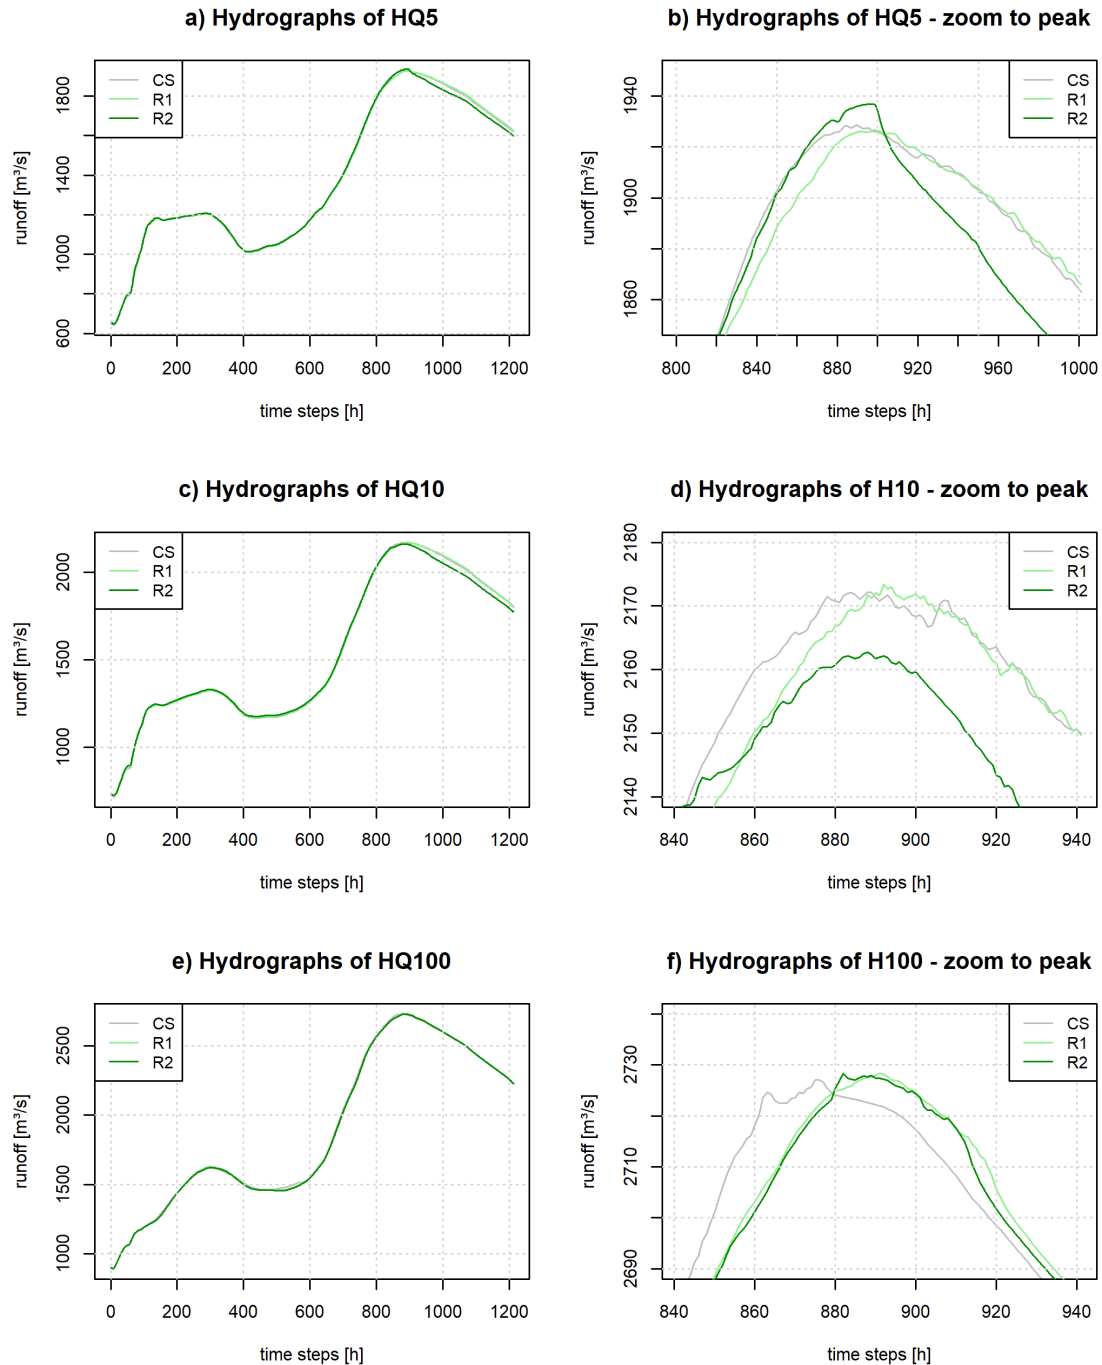 a) Hydrographs of HQ5
CS
R1
R2
runoff [m³/s]
600 1000 1400 1800
0 200 400 600 800 1000 1200
time steps [h]
b) Hydrographs of HQ5 - zoom to peak
CS
R1
R2
runoff [m³/s]
1860 1900 1940
800 840 880 920 960 1000
time steps [h]
c) Hydrographs of HQ10
CS
R1
R2
runoff [m³/s]
1000 1500 2000
0 200 400 600 800 1000 1200
time steps [h]
d) Hydrographs of H10 - zoom to peak
CS
R1
R2
runoff [m³/s]
2140 2150 2160 2170 2180
840 860 880 900 920 940
time steps [h]
e) Hydrographs of HQ100
CS
R1
R2
runoff [m³/s]
1000 1500 2000 2500
0 200 400 600 800 1000 1200
time steps [h]
f) Hydrographs of H100 - zoom to peak
CS
R1
R2
runoff [m³/s]
2690 2710 2730
840 860 880 900 920 940
time steps [h]